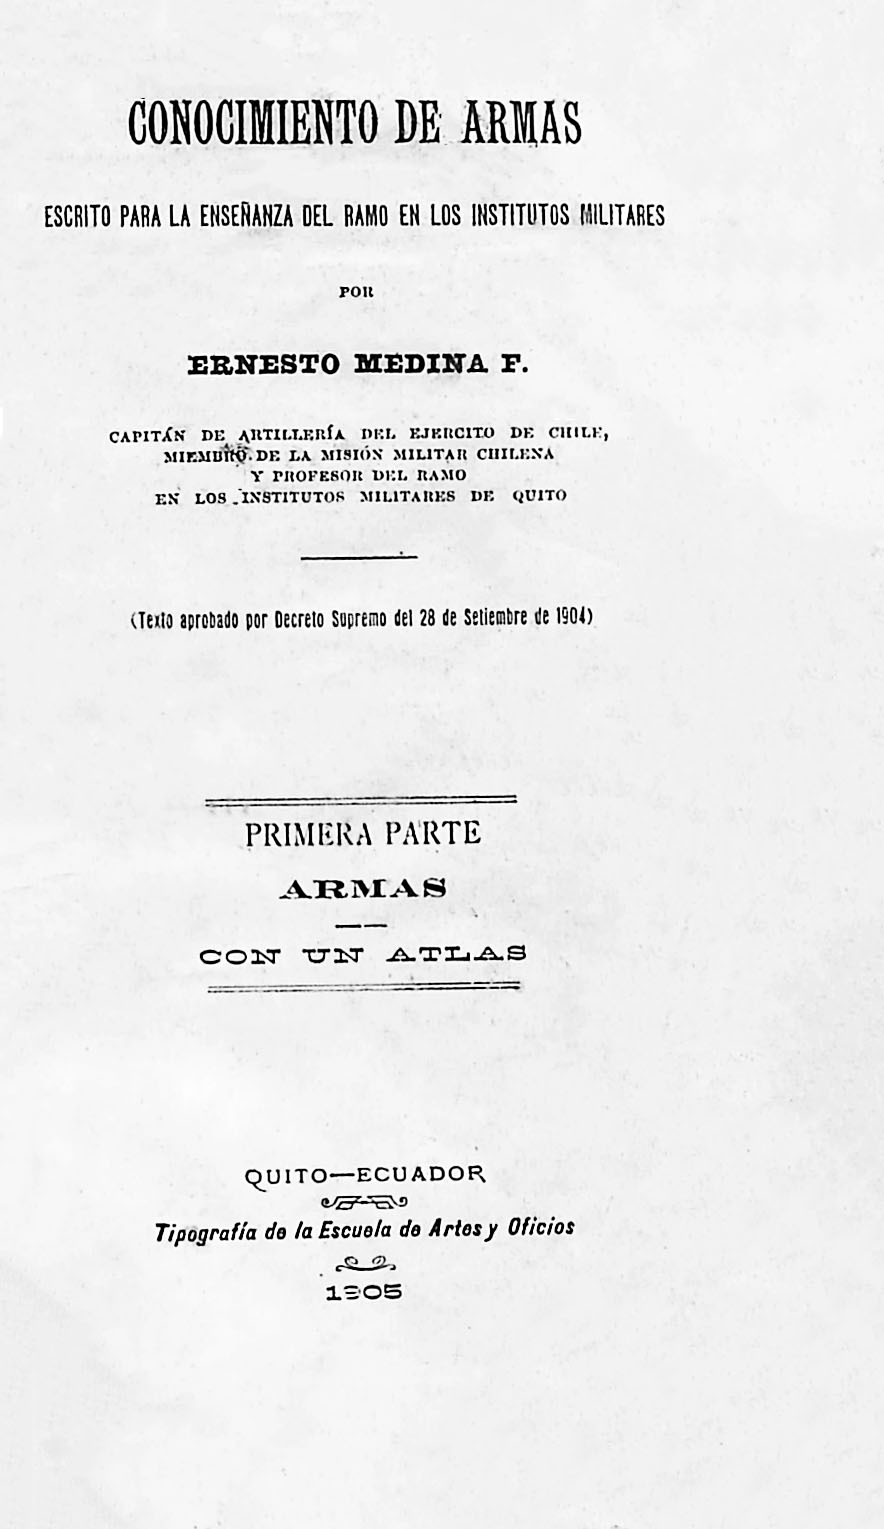 CONOCIMIENTO DE ARMAS
ESCRITO PARA LA ENSEÑANZA DEL RAMO EN LOS INSTITUTOS MILITARES
POR
ERNESTO MEDINA F.
CAPITÁN DE ARTILLERÍA DEL EJERCITO DE CHILE,
MIEMBRO DE LA MISIÓN MILITAR CHILENA
Y PROFESOR DEL RAMO
EN LOS INSTITUTOS MILITARES DE QUITO
(Texto aprobado por Decreto Supremo del 28 de Setiembre de 1904)
PRIMERA PARTE
ARMAS
CON UN ATLAS
QUITO—ECUADOR
Tipografía de la Escuela de Artes y Oficios
1905